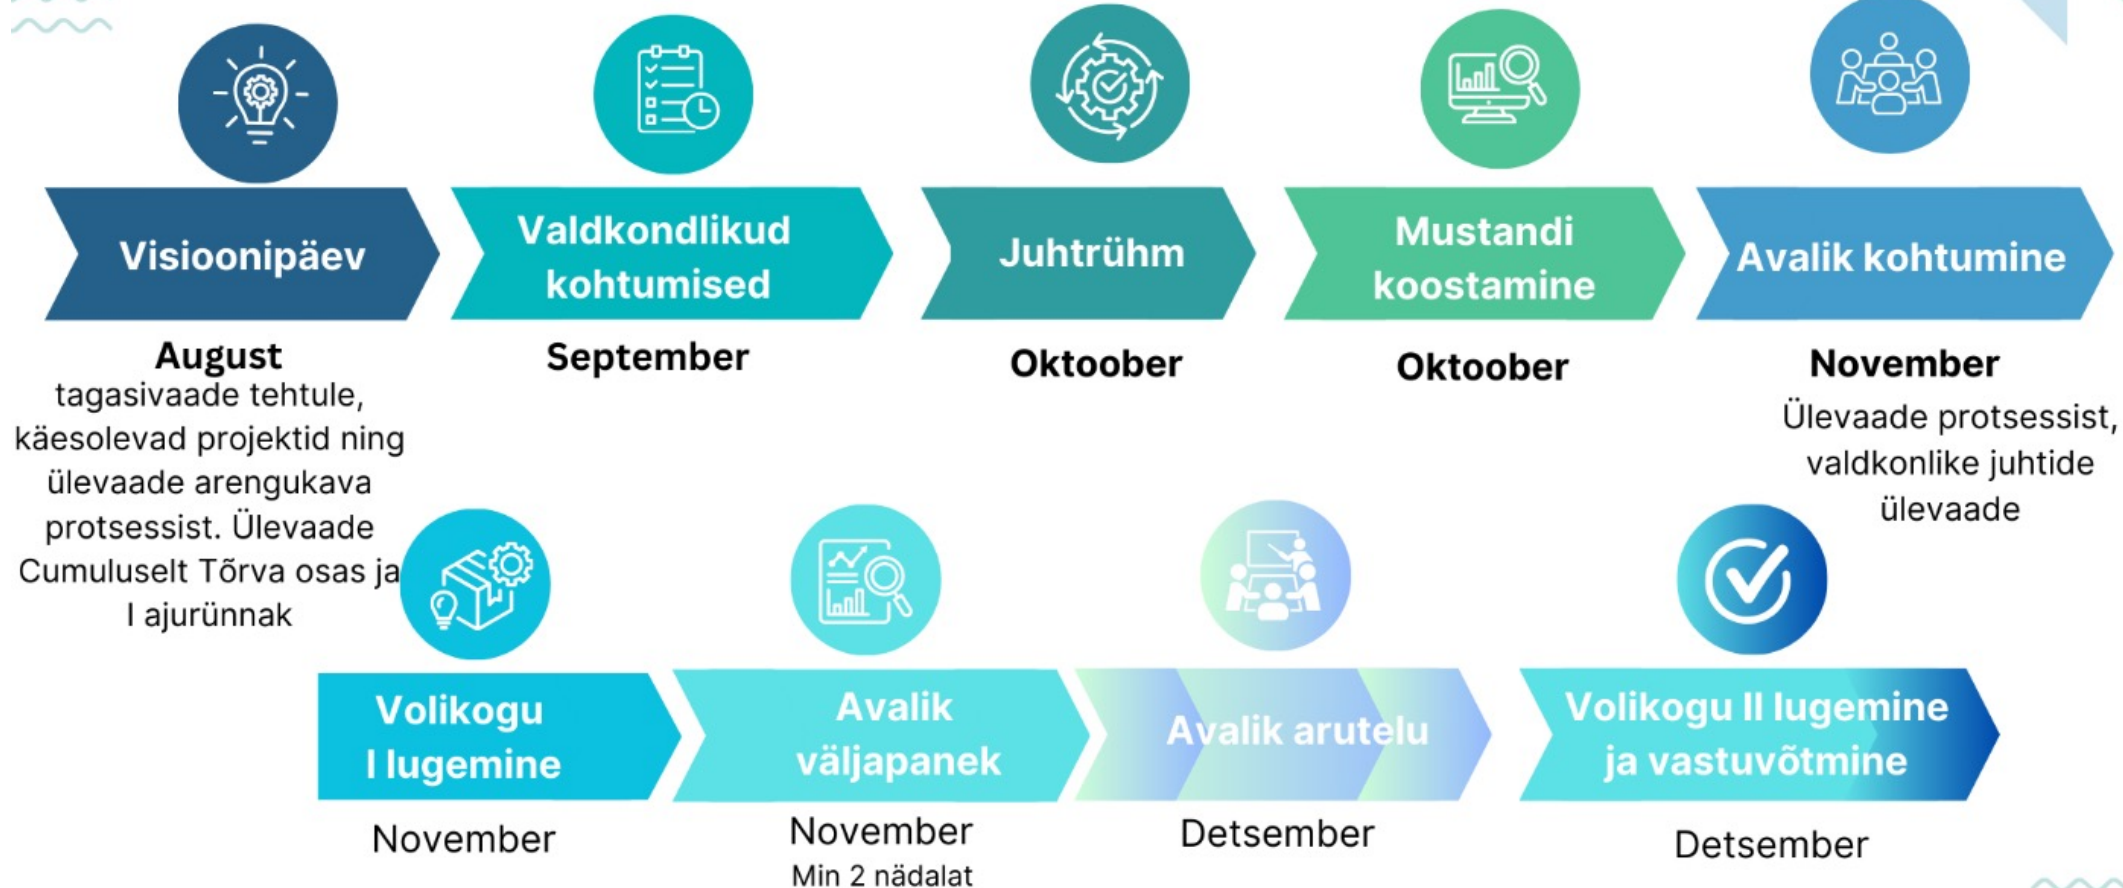 Visioonipäev
August
tagasivaade tehtule,
käesolevad projektid ning
ülevaade arengukava
protsessist. Ülevaade
Cumuluselt Tõrva osas ja
I ajurünnak
Valdkondlikud
kohtumised
September
Juhtrühm
Oktoober
Mustandi
koostamine
Oktoober
Avalik kohtumine
November
Ülevaade protsessist,
valdkonlike juhtide
ülevaade
Volikogu
I lugemine
November
Avalik
väljapanek
November
Min 2 nädalat
Avalik arutelu
Detsember
Volikogu II lugemine
ja vastuvõtmine
Detsember